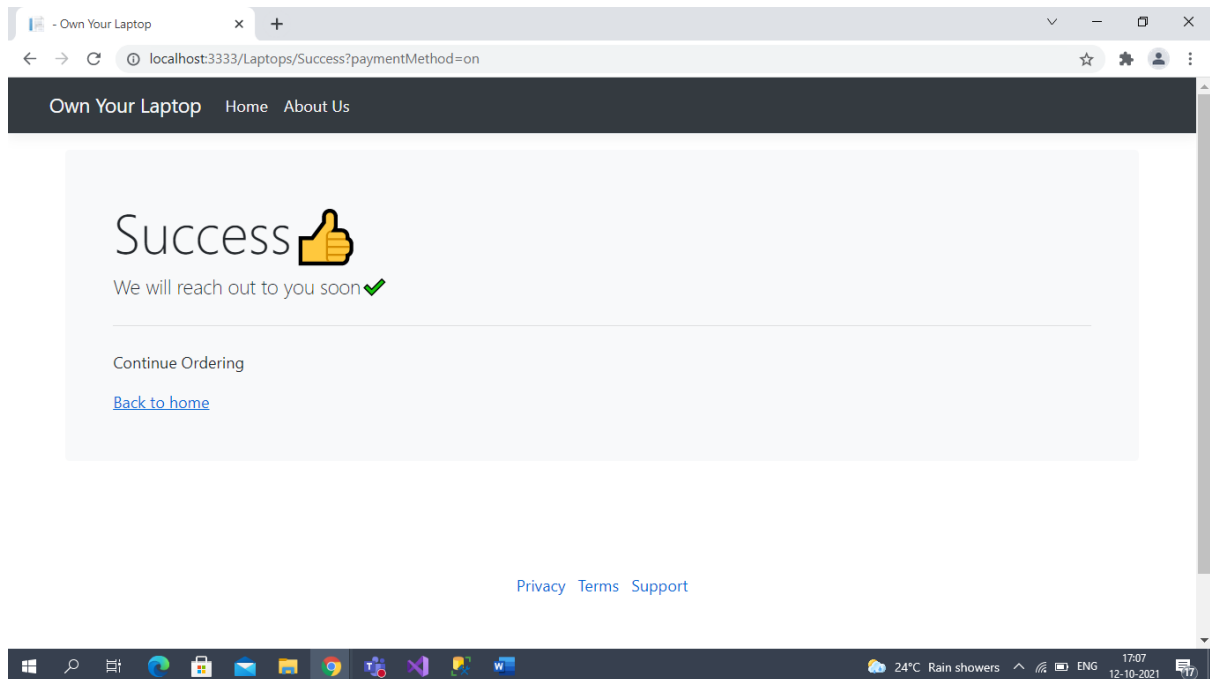 - Own Your Laptop
localhost:3333/Laptops/Success?paymentMethod=on
Own Your Laptop Home About Us
Success
We will reach out to you soon
Continue Ordering
Back to home
Privacy Terms Support
24°C Rain showers ENG 17:07
12-10-2021 17